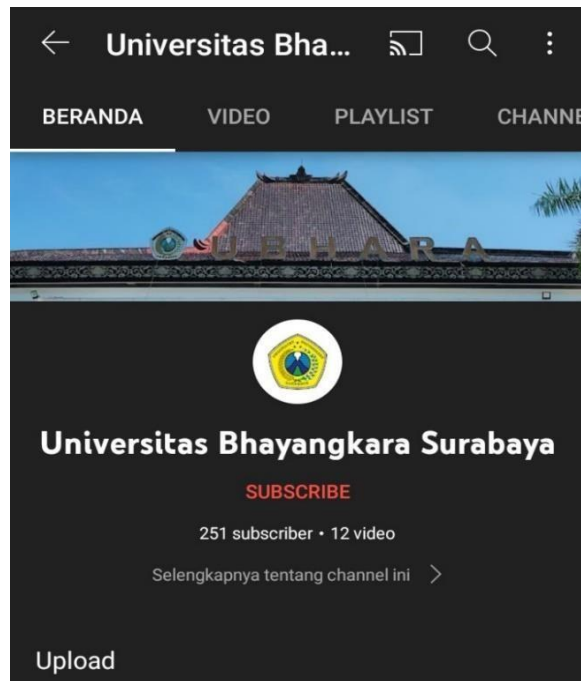 Universitas Bha...
BERANDA VIDEO PLAYLIST CHANNE
UBHARA
Universitas Bhayangkara Surabaya
SUBSCRIBE
251 subscriber • 12 video
Selengkapnya tentang channel ini
Upload